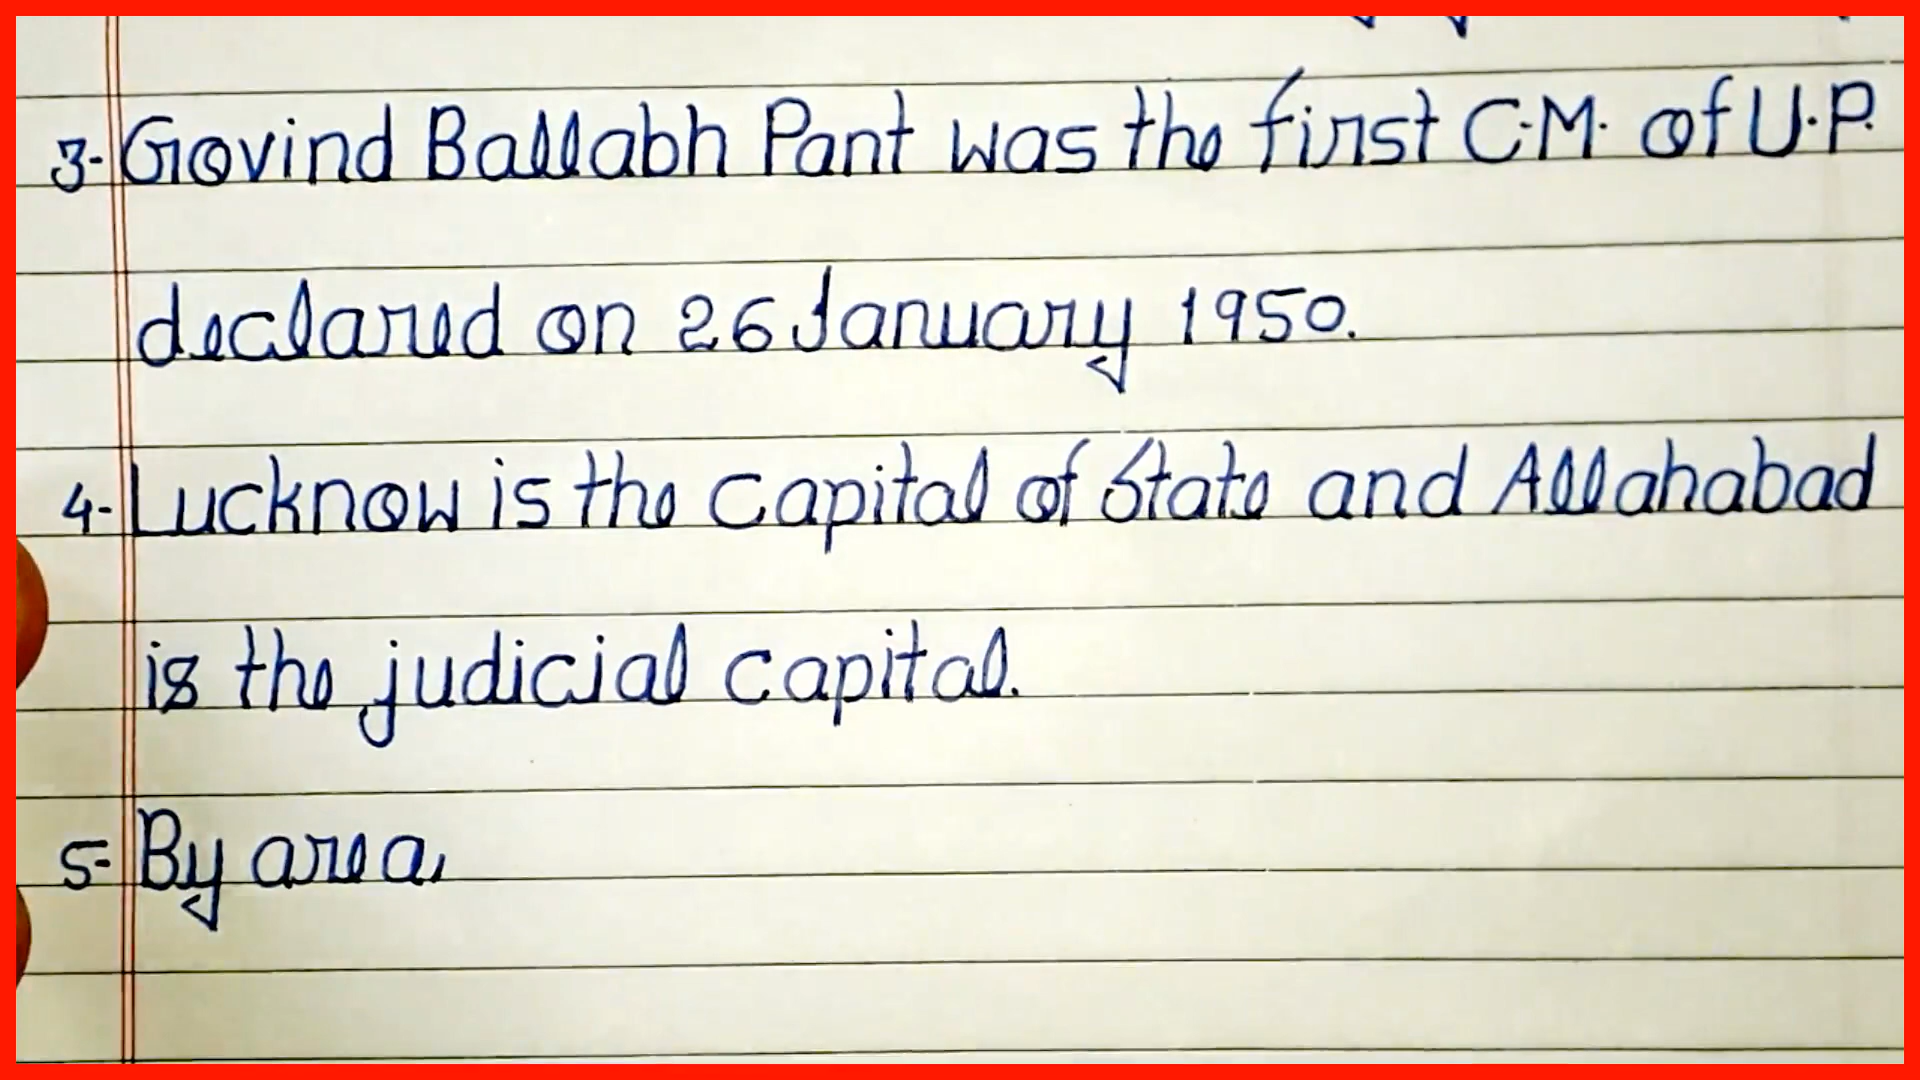 3- Govind Ballabh Pant was the first C.M. of U.P.
declared on 26 January 1950.
4- Lucknow is the capital of State and Allahabad
is the judicial capital.
5- By area,